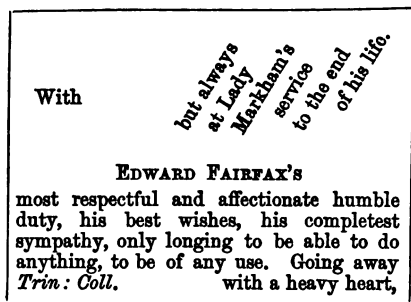 With
but always
at Lady
Markham's
service
to the end
of his life.
EDWARD FAIRFAX'S
most respectful and affectionate humble
duty, his best wishes, his completest
sympathy, only longing to be able to do
anything, to be of any use. Going away
Trin: Coll. with a heavy heart,